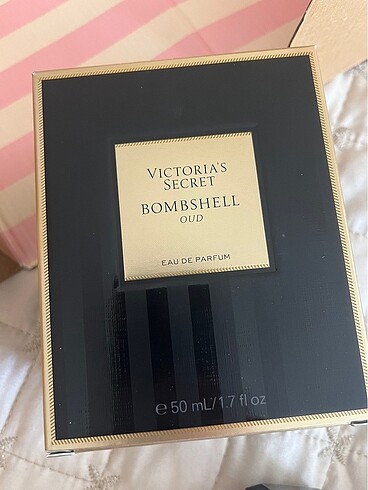 VICTORIA'S
SECRET
BOMBSHELL
OUD
EAU DE PARFUM
℮ 50 mL/1.7 fl oz